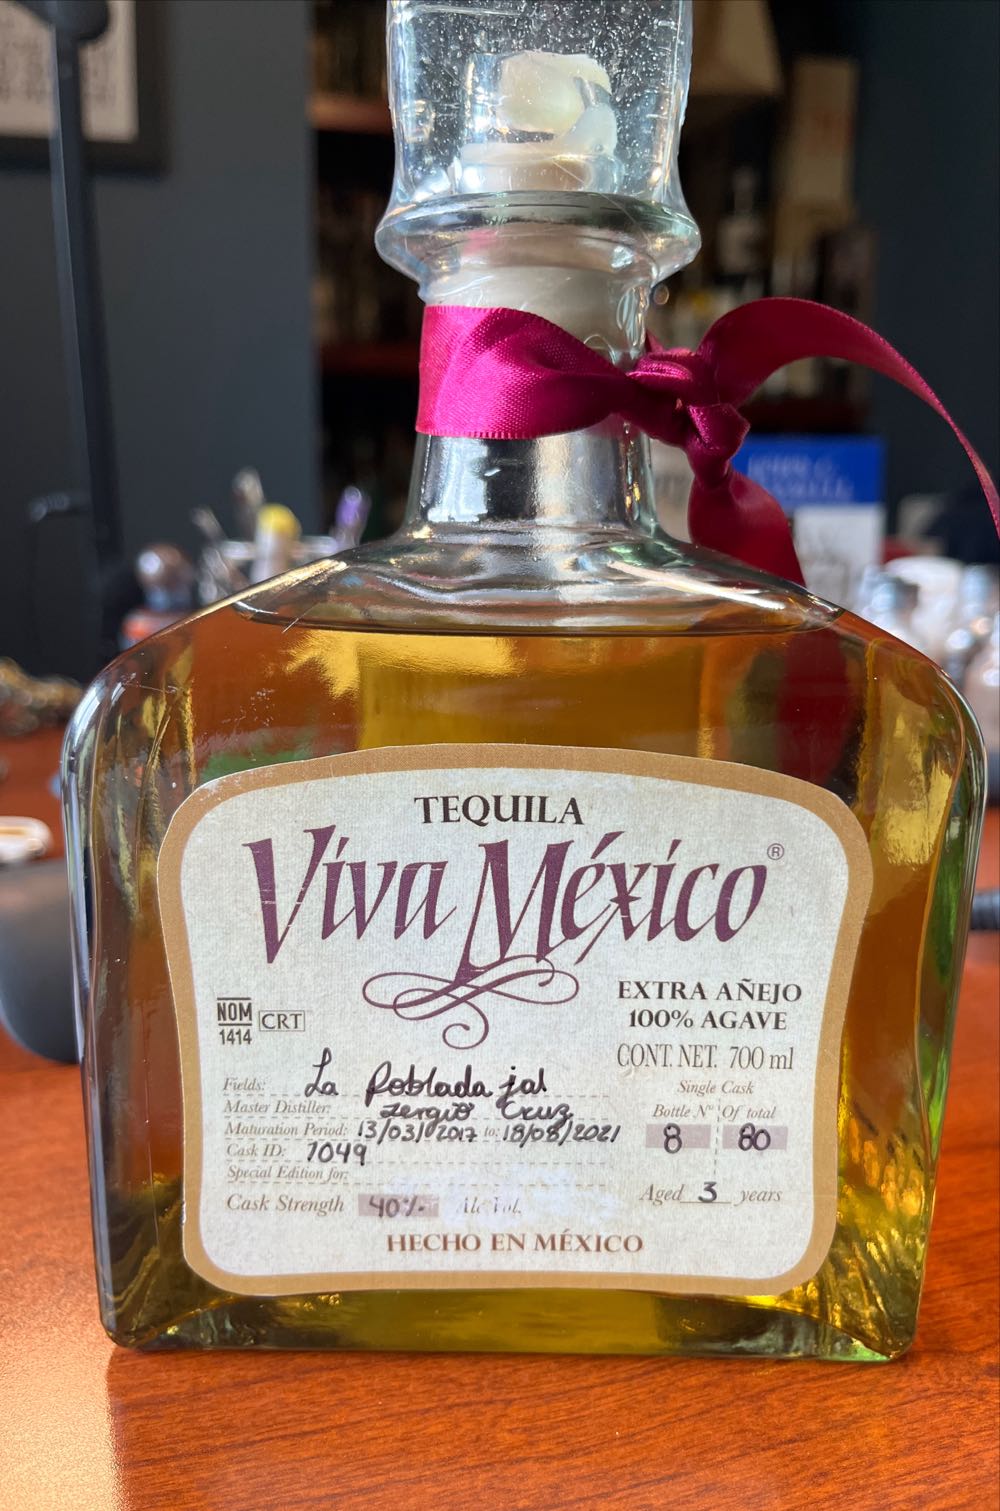 TEQUILA
Viva México®
EXTRA AÑEJO
100% AGAVE
CONT. NET. 700 ml
NOM
1414
CRT
Fields: La Poblada jal
Master Distiller: Sergio Cruz
Maturation Period: 13/03/2017 to: 18/08/2021
Cask ID: 7049
Special Edition for:
Cask Strength 40% Alc Vol.
Single Cask
Bottle Nº Of total
8 80
Aged 3 years
HECHO EN MÉXICO